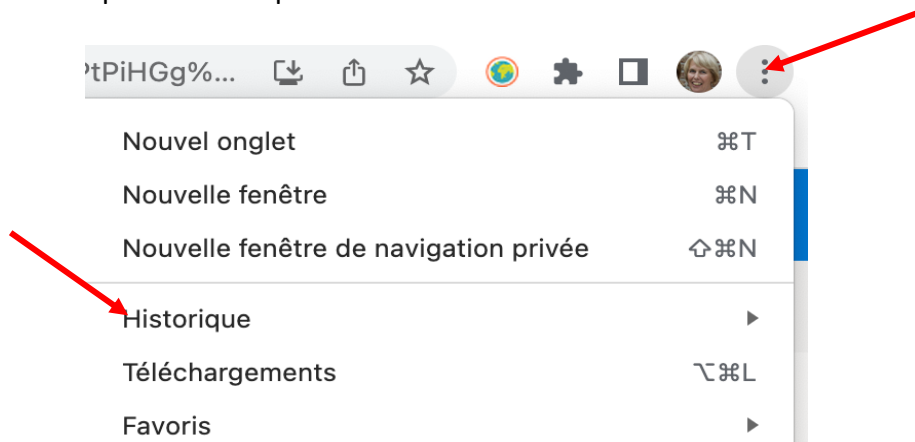 PtPiHGg%...
Nouvel onglet ⌘T
Nouvelle fenêtre ⌘N
Nouvelle fenêtre de navigation privée ⇧⌘N
Historique
Téléchargements ⌥⌘L
Favoris